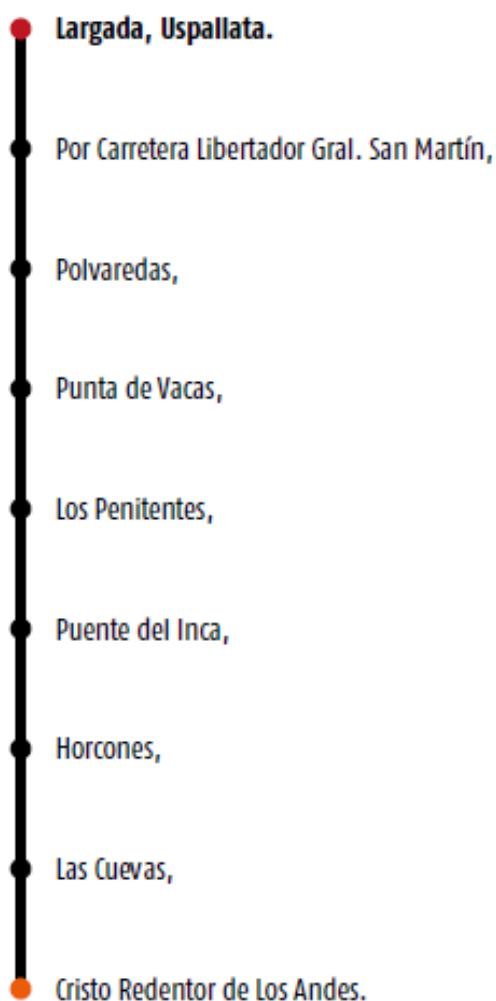 Largada, Uspallata.
Por Carretera Libertador Gral. San Martín,
Polvaredas,
Punta de Vacas,
Los Penitentes,
Puente del Inca,
Horcones,
Las Cuevas,
Cristo Redentor de Los Andes.